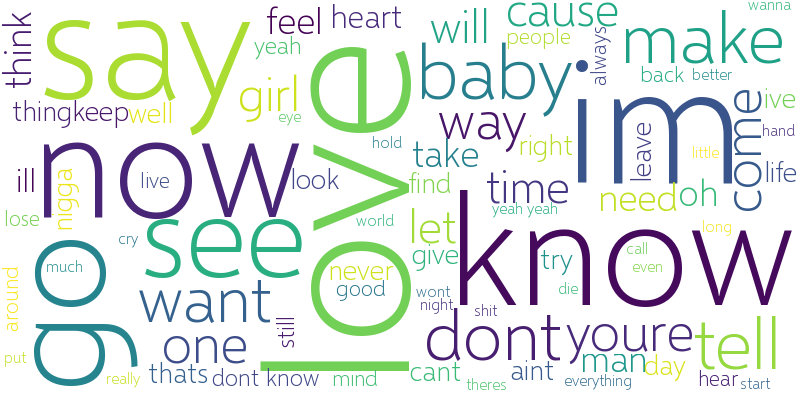 wanna
cause
think
say
feel
heart
yeah
people
will
always
make
back
better
baby
girl
eye
thing
keep
well
love
way
im
come
ive
hand
hold
right
take
leave
little
now
ill
live
look
find
time
need
oh
life
nigga
lose
see
cry
world
yeah yeah
let
know
long
go
much
never
give
try
call
even
good
want
wont
die
around
night
shit
still
one
dont
youre
tell
put
really
thats
dont know
mind
cant
theres
aint
man
everything
day
hear
start